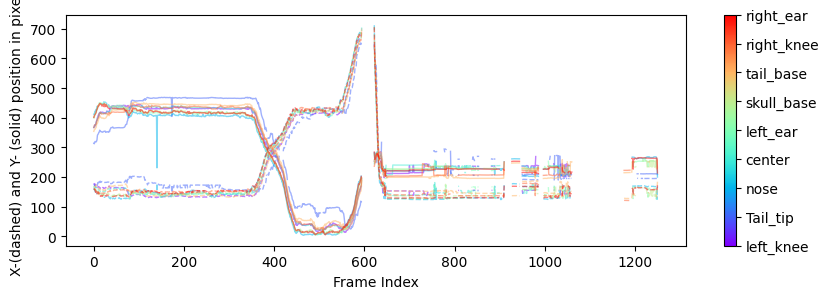 X-(dashed) and Y- (solid) position in pixe
700
600
500
400
300
200
100
0
0 200 400 600 800 1000 1200
Frame Index
right_ear
right_knee
tail_base
skull_base
left_ear
center
nose
Tail_tip
left_knee